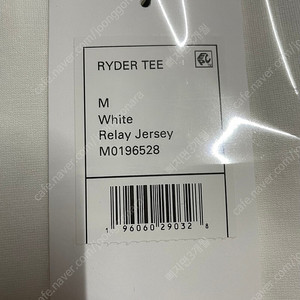 RYDER TEE
M
White
Relay Jersey
M0196528
1 96060 29032 8